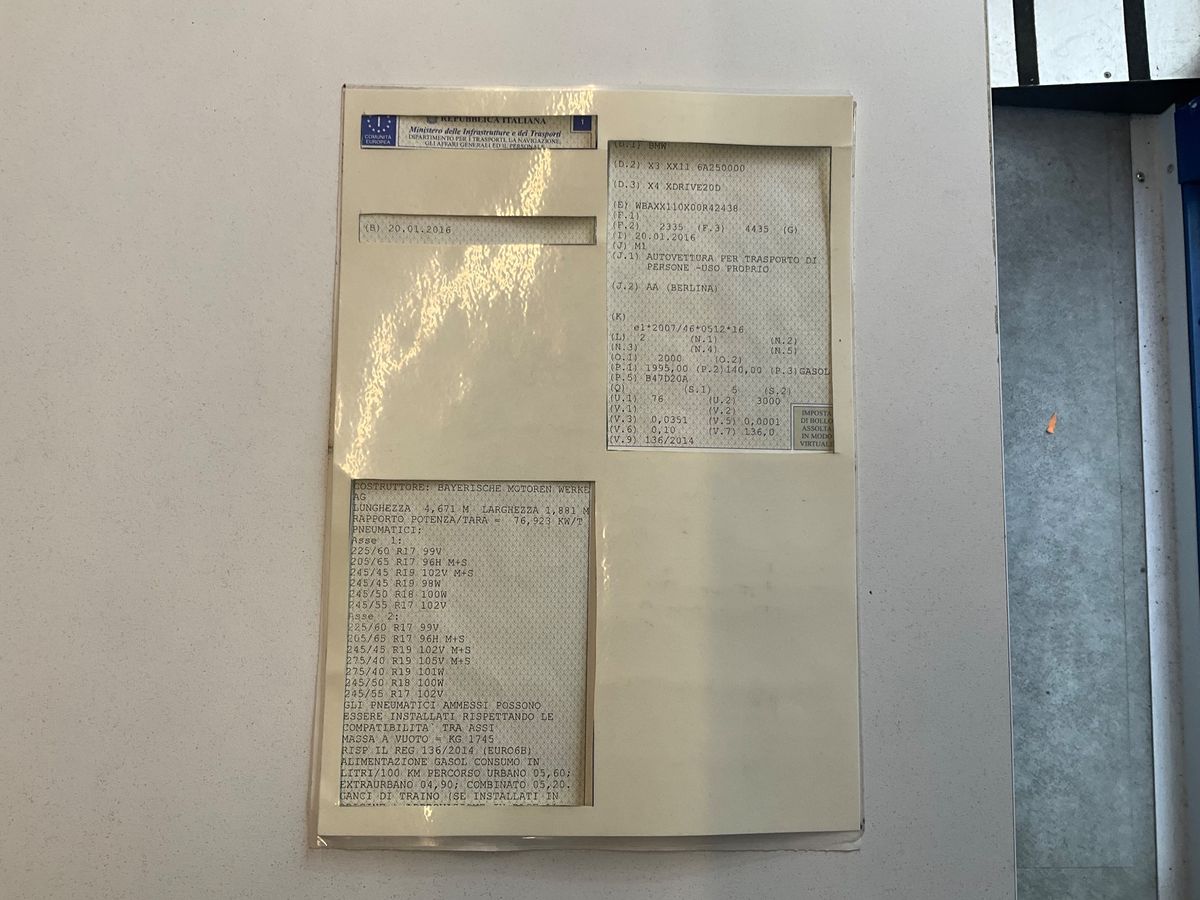 REPUBBLICA ITALIANA
Ministero delle Infrastrutture e dei Trasporti
DIPARTIMENTO PER I TRASPORTI, LA NAVIGAZIONE,
GLI AFFARI GENERALI ED IL PERSONALE
I
COMUNITÀ
EUROPEA
1
(B) 20.01.2016
(D.1) BMW
(D.2) X3 XX11 6A250000
(D.3) X4 XDRIVE20D
(E) WBAXX110X00R42438
(F.1)
(F.2) 2335 (F.3) 4435 (G)
(I) 20.01.2016
(J) M1
(J.1) AUTOVETTURA PER TRASPORTO DI
PERSONE -USO PROPRIO
(J.2) AA (BERLINA)
(K)
e1*2007/46*0512*16
(L) 2 (N.1) (N.2)
(N.3) (N.4) (N.5)
(O.1) 2000 (O.2)
(P.1) 1995,00 (P.2)140,00 (P.3)GASOL
(P.5) B47D20A
(Q) (S.1) 5 (S.2)
(U.1) 76 (U.2) 3000
(V.1) (V.2)
(V.3) 0,0351 (V.5) 0,0001
(V.6) 0,10 (V.7) 136,0
(V.9) 136/2014
IMPOSTA
DI BOLLO
ASSOLTA
IN MODO
VIRTUALE
COSTRUTTORE: BAYERISCHE MOTOREN WERKE
AG
LUNGHEZZA 4,671 M LARGHEZZA 1,881 M
RAPPORTO POTENZA/TARA = 76,923 KW/T
PNEUMATICI:
Asse 1:
225/60 R17 99V
205/65 R17 96H M+S
245/45 R19 102V M+S
245/45 R19 98W
245/50 R18 100W
245/55 R17 102V
Asse 2:
225/60 R17 99V
205/65 R17 96H M+S
245/45 R19 102V M+S
275/40 R19 105V M+S
275/40 R19 101W
245/50 R18 100W
245/55 R17 102V
GLI PNEUMATICI AMMESSI POSSONO
ESSERE INSTALLATI RISPETTANDO LE
COMPATIBILITA` TRA ASSI
MASSA A VUOTO = KG 1745
RISP IL REG 136/2014 (EURO6B)
ALIMENTAZIONE GASOL CONSUMO IN
LITRI/100 KM PERCORSO URBANO 05,60;
EXTRAURBANO 04,90; COMBINATO 05,20.
GANCI DI TRAINO (SE INSTALLATI IN